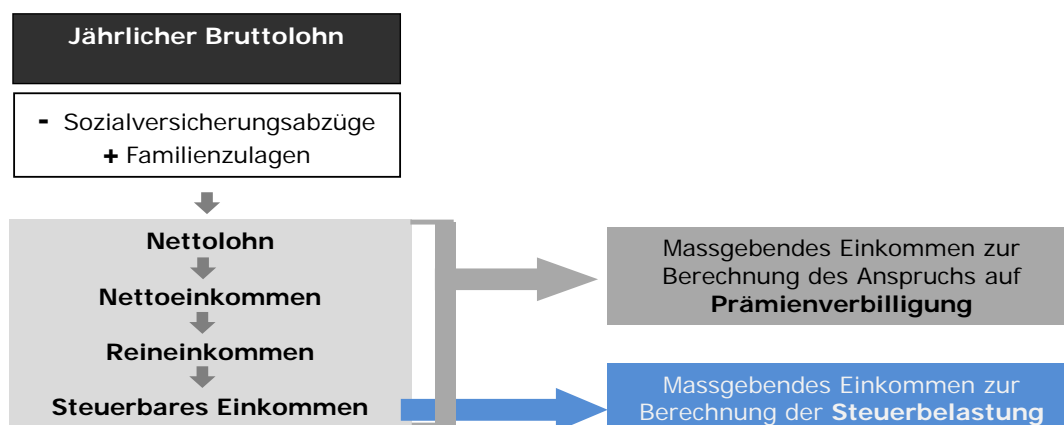 Jährlicher Bruttolohn
- Sozialversicherungsabzüge
+ Familienzulagen
Nettolohn
Nettoeinkommen
Reineinkommen
Steuerbares Einkommen
Massgebendes Einkommen zur
Berechnung des Anspruchs auf
Prämienverbilligung
Massgebendes Einkommen zur
Berechnung der Steuerbelastung